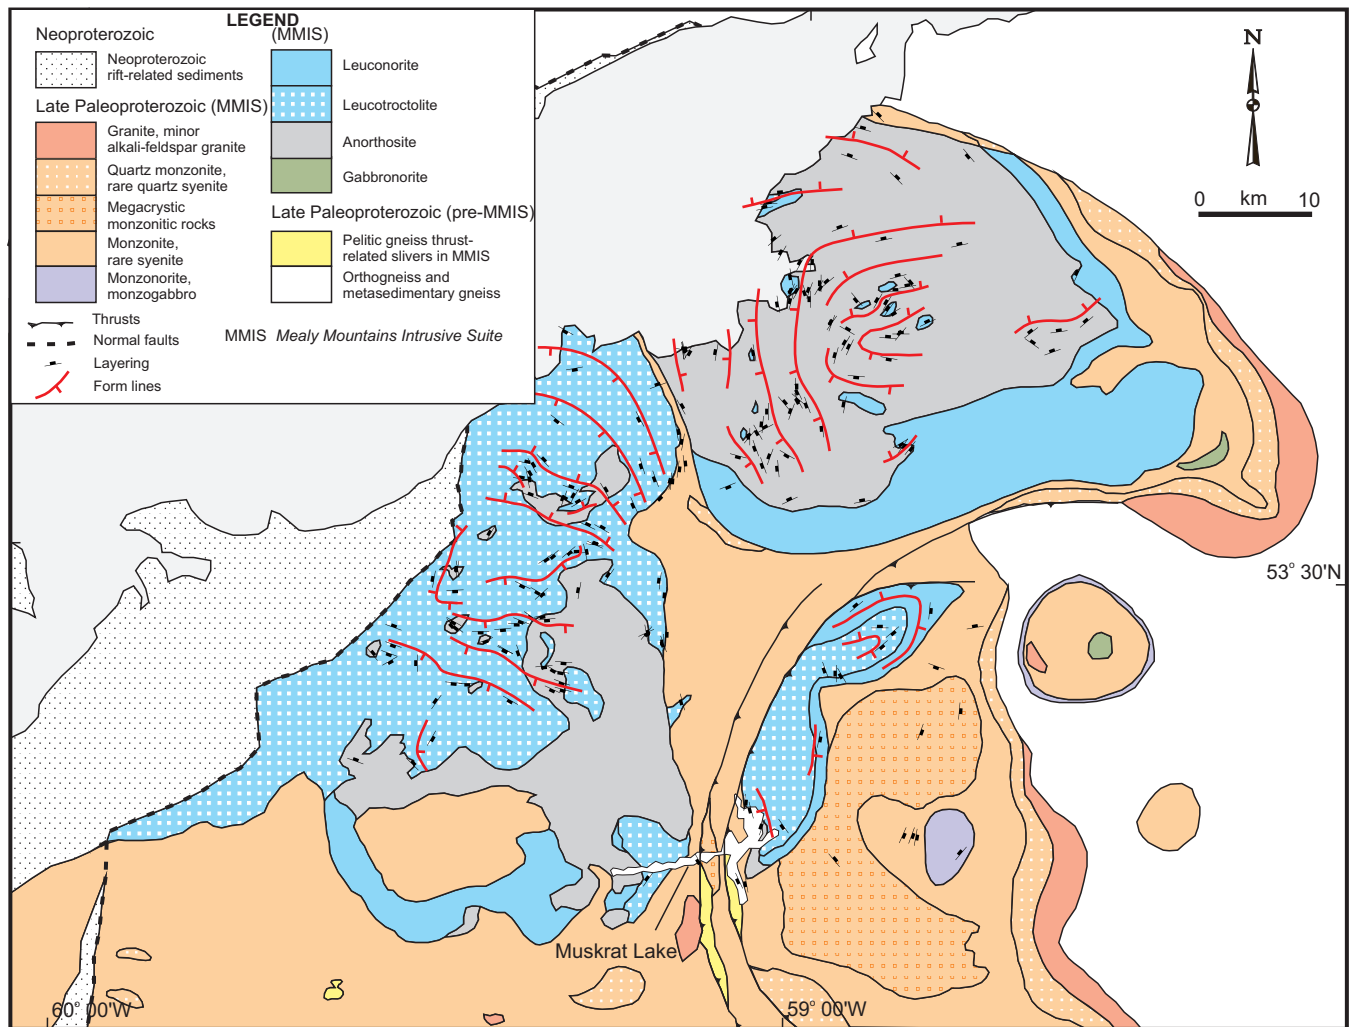 LEGEND
Neoproterozoic
Neoproterozoic
rift-related sediments
Late Paleoproterozoic (MMIS)
Granite, minor
alkali-feldspar granite
Quartz monzonite,
rare quartz syenite
Megacrystic
monzonitic rocks
Monzonite,
rare syenite
Monzonorite,
monzogabbro
Thrusts
Normal faults
Layering
Form lines
(MMIS)
Leuconorite
Leucotroctolite
Anorthosite
Gabbronorite
Late Paleoproterozoic (pre-MMIS)
Pelitic gneiss thrust-
related slivers in MMIS
Orthogneiss and
metasedimentary gneiss
MMIS Mealy Mountains Intrusive Suite
N
0 km 10
53° 30'N
Muskrat Lake
60° 00'W
59° 00'W